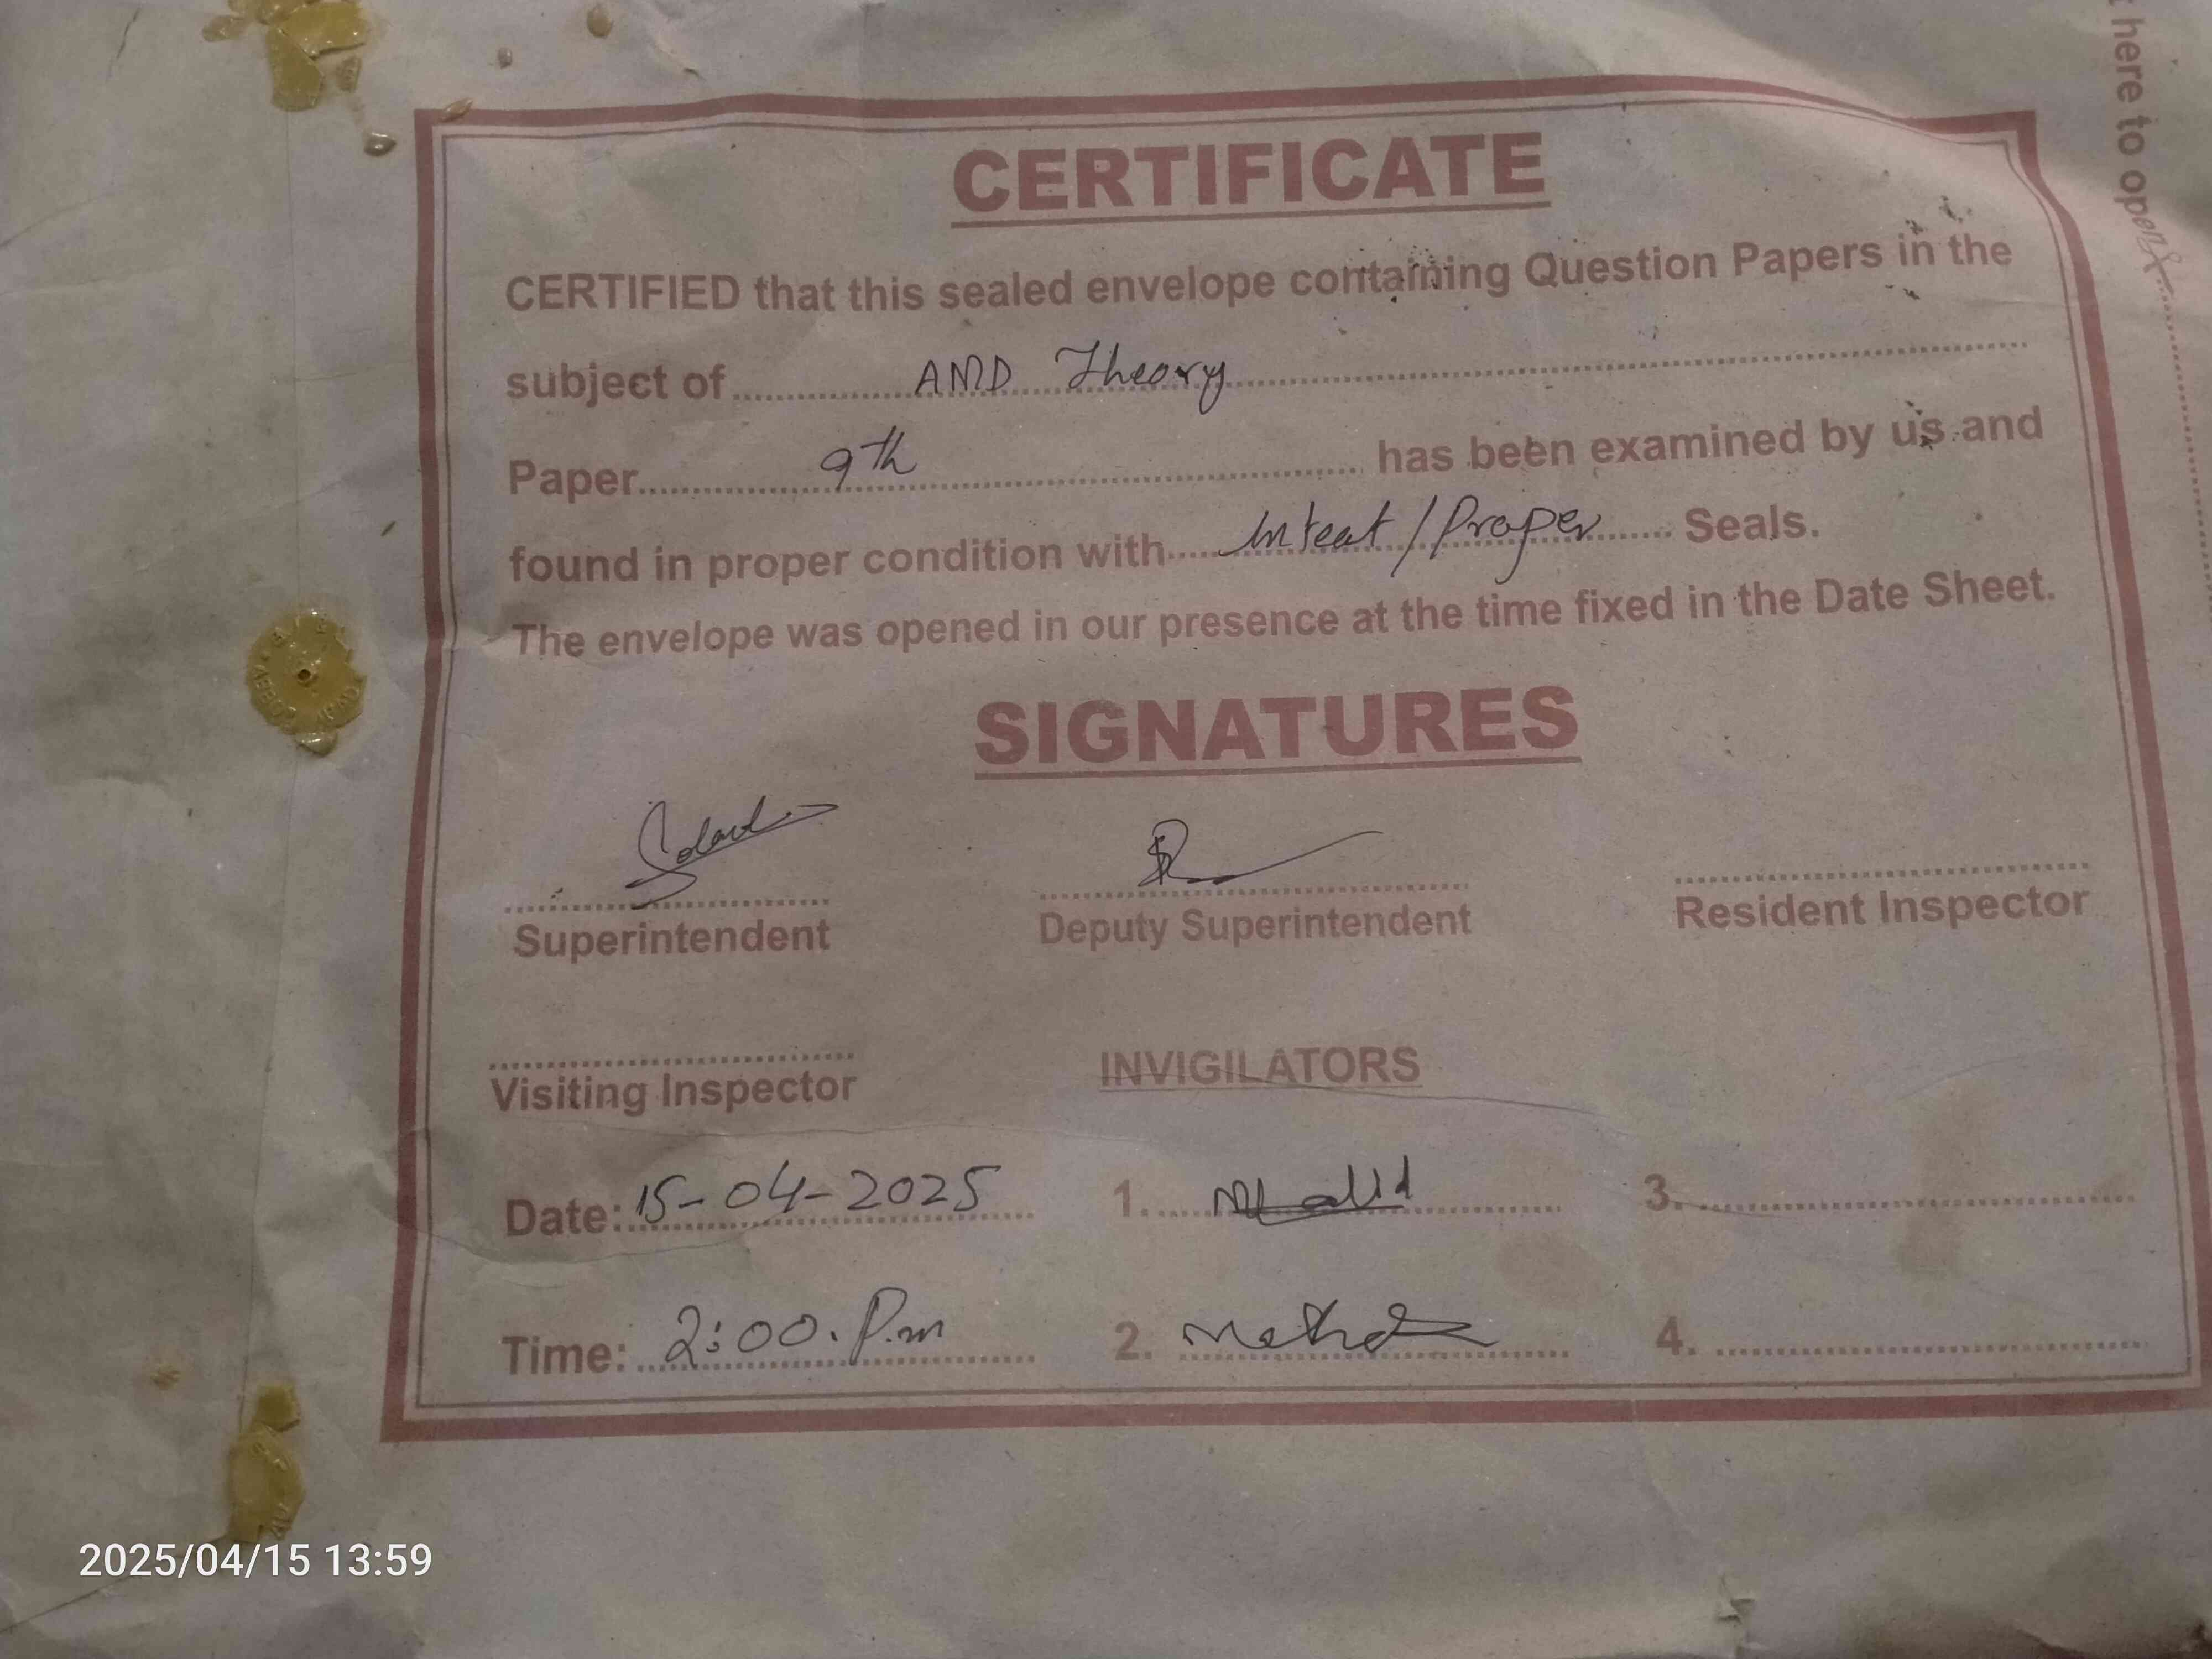 CERTIFICATE
CERTIFIED that this sealed envelope containing Question Papers in the
subject of AMD Theory
Paper 9th has been examined by us and
found in proper condition with Inteat / Proper Seals.
The envelope was opened in our presence at the time fixed in the Date Sheet.
SIGNATURES
Superintendent Deputy Superintendent Resident Inspector
Visiting Inspector INVIGILATORS
Date: 15-04-2025 1. 3.
Time: 2:00.P.m 2. 4.
here to open
2025/04/15 13:59